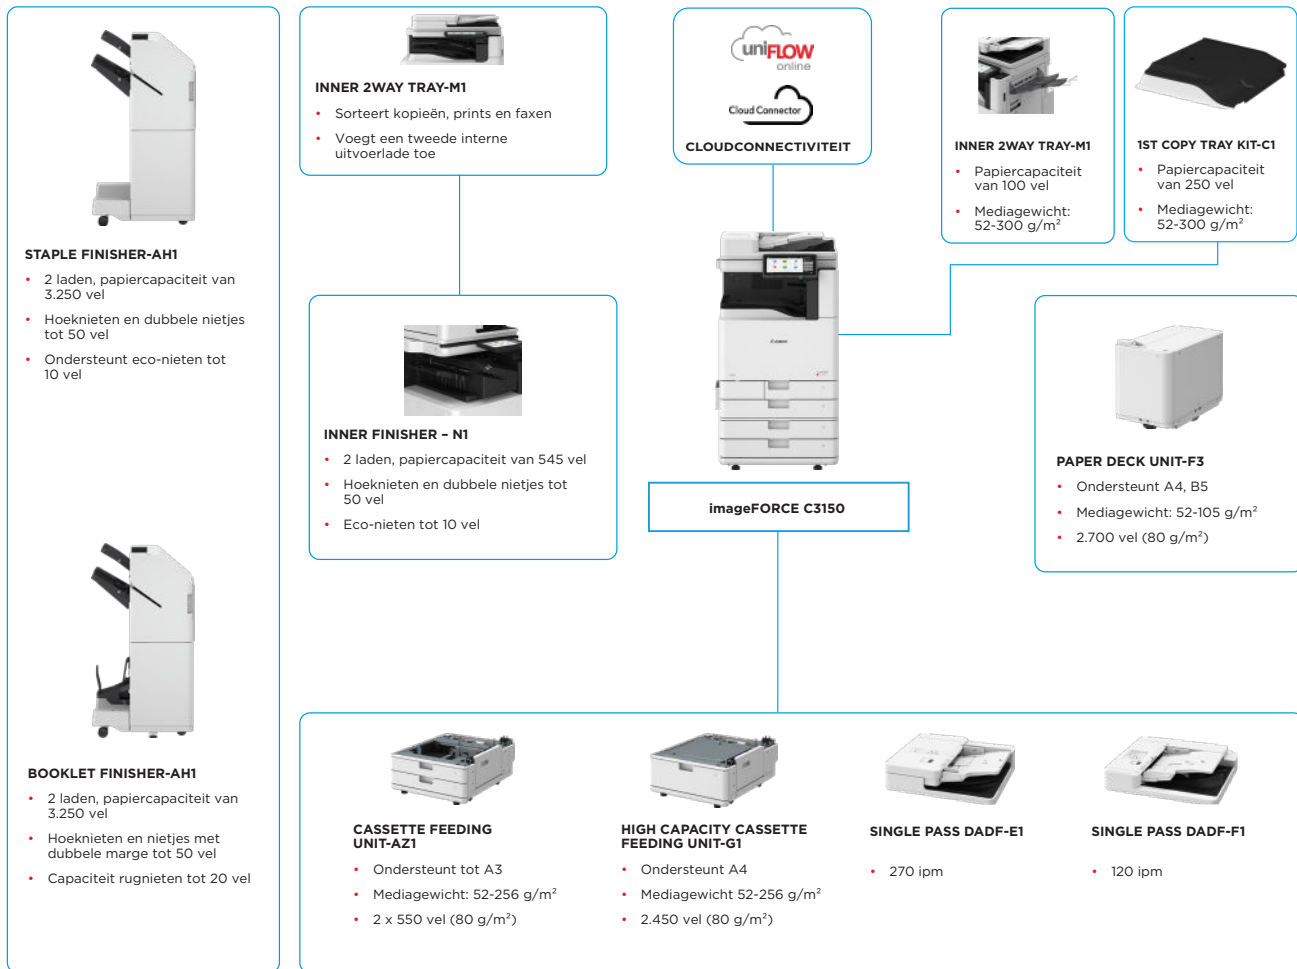 STAPLE FINISHER-AH1
• 2 laden, papiercapaciteit van
3.250 vel
• Hoeknieten en dubbele nietjes
tot 50 vel
• Ondersteunt eco-nieten tot
10 vel
BOOKLET FINISHER-AH1
• 2 laden, papiercapaciteit van
3.250 vel
• Hoeknieten en nietjes met
dubbele marge tot 50 vel
• Capaciteit rugnieten tot 20 vel
INNER 2WAY TRAY-M1
• Sorteert kopieën, prints en faxen
• Voegt een tweede interne
uitvoerlade toe
INNER FINISHER – N1
• 2 laden, papiercapaciteit van 545 vel
• Hoeknieten en dubbele nietjes tot
50 vel
• Eco-nieten tot 10 vel
uniFLOW
online
Cloud Connector
CLOUDCONNECTIVITEIT
Canon
imageFORCE C3150
INNER 2WAY TRAY-M1
• Papiercapaciteit
van 100 vel
• Mediagewicht:
52-300 g/m²
1ST COPY TRAY KIT-C1
• Papiercapaciteit
van 250 vel
• Mediagewicht:
52-300 g/m²
PAPER DECK UNIT-F3
• Ondersteunt A4, B5
• Mediagewicht: 52-105 g/m²
• 2.700 vel (80 g/m²)
CASSETTE FEEDING
UNIT-AZ1
• Ondersteunt tot A3
• Mediagewicht: 52-256 g/m²
• 2 x 550 vel (80 g/m²)
HIGH CAPACITY CASSETTE
FEEDING UNIT-G1
• Ondersteunt A4
• Mediagewicht 52-256 g/m²
• 2.450 vel (80 g/m²)
SINGLE PASS DADF-E1
• 270 ipm
SINGLE PASS DADF-F1
• 120 ipm